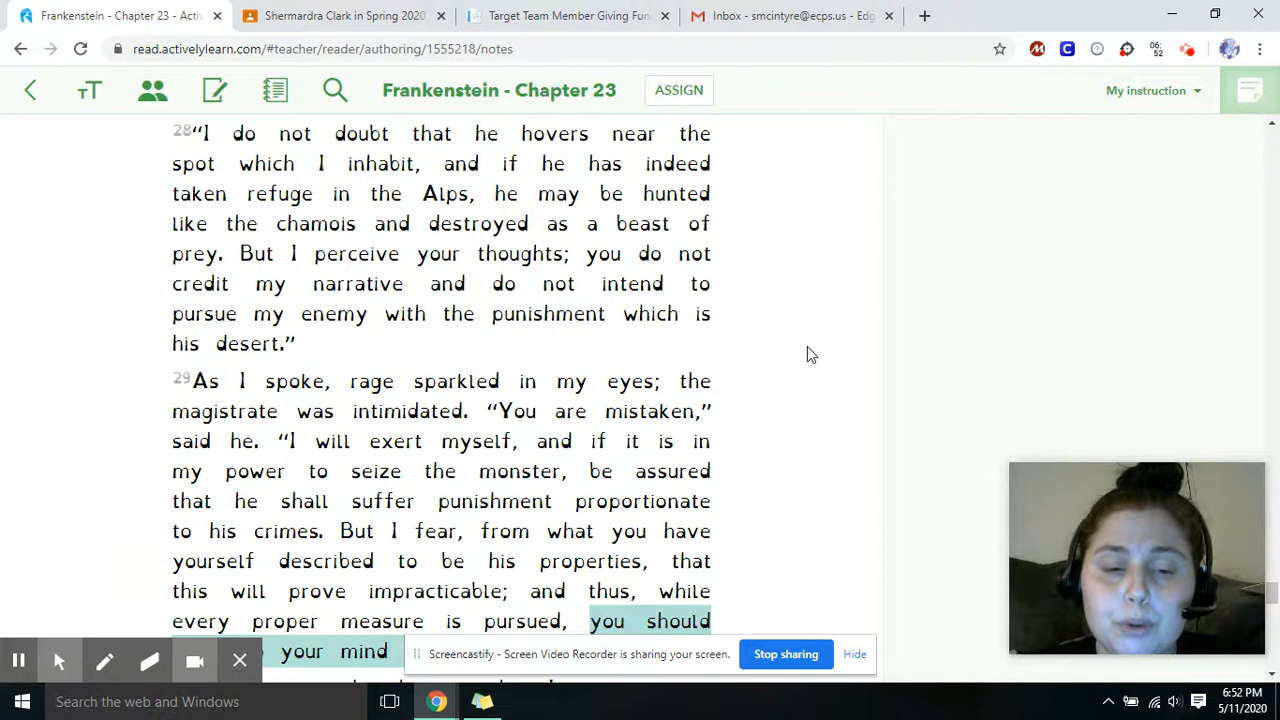 Frankenstein - Chapter 23 - Activ
Shermardra Clark in Spring 2020
Target Team Member Giving Fun
Inbox - smcintyre@ecps.us - Edg
read.activelylearn.com/#teacher/reader/authoring/1555218/notes
06:
52
TT
Frankenstein - Chapter 23
ASSIGN
My instruction
28 "I do not doubt that he hovers near the
spot which I inhabit, and if he has indeed
taken refuge in the Alps, he may be hunted
like the chamois and destroyed as a beast of
prey. But I perceive your thoughts; you do not
credit my narrative and do not intend to
pursue my enemy with the punishment which is
his desert."
29 As I spoke, rage sparkled in my eyes; the
magistrate was intimidated. "You are mistaken,"
said he. "I will exert myself, and if it is in
my power to seize the monster, be assured
that he shall suffer punishment proportionate
to his crimes. But I fear, from what you have
yourself described to be his properties, that
this will prove impracticable; and thus, while
every proper measure is pursued, you should
your mind
Screencastify - Screen Video Recorder is sharing your screen.
Stop sharing
Hide
Search the web and Windows
6:52 PM
5/11/2020